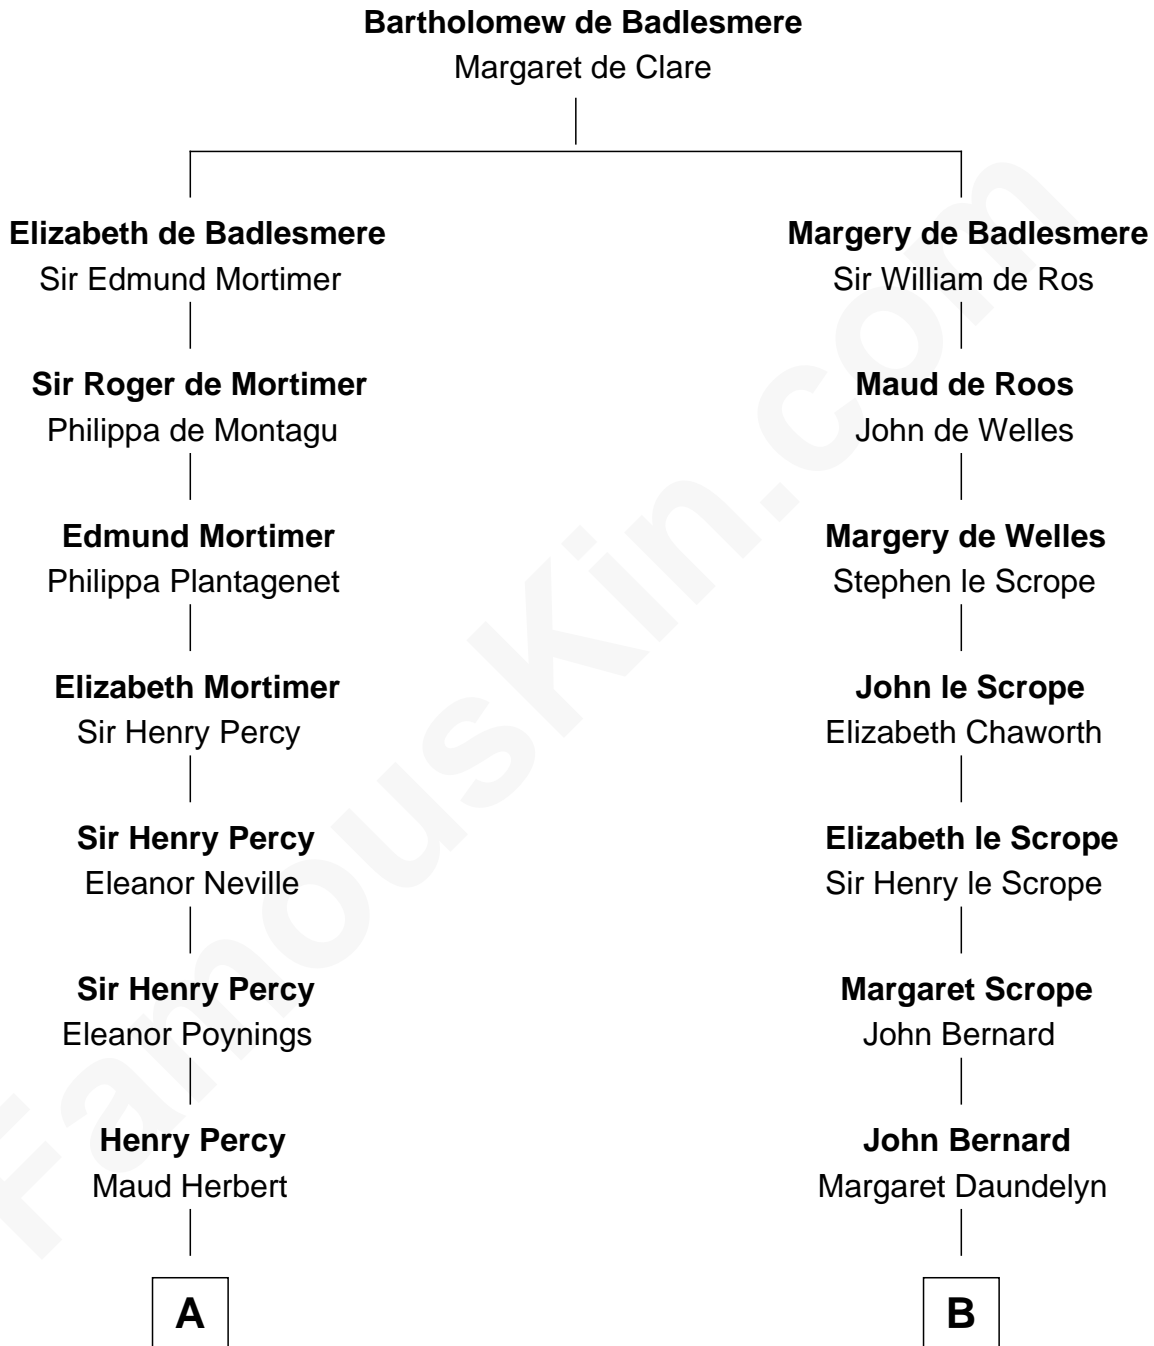 Bartholomew de Badlesmere
Margaret de Clare
Elizabeth de Badlesmere
Sir Edmund Mortimer
Margery de Badlesmere
Sir William de Ros
Sir Roger de Mortimer
Philippa de Montagu
Maud de Roos
John de Welles
Edmund Mortimer
Philippa Plantagenet
Margery de Welles
Stephen le Scrope
Elizabeth Mortimer
Sir Henry Percy
John le Scrope
Elizabeth Chaworth
Sir Henry Percy
Eleanor Neville
Elizabeth le Scrope
Sir Henry le Scrope
Sir Henry Percy
Eleanor Poynings
Margaret Scrope
John Bernard
Henry Percy
Maud Herbert
John Bernard
Margaret Daundelyn
A
B
FamousKin.com